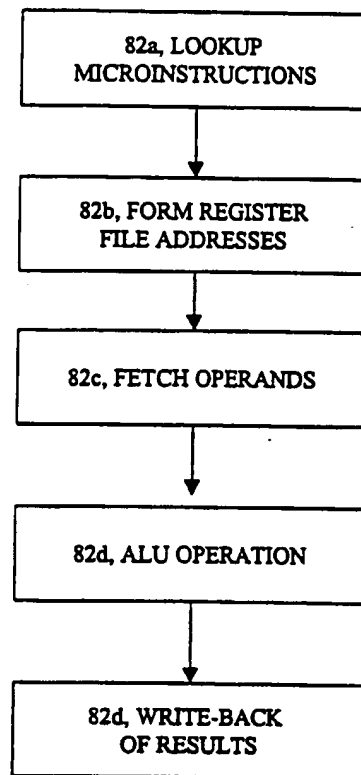 82a, LOOKUP
MICROINSTRUCTIONS
82b, FORM REGISTER
FILE ADDRESSES
82c, FETCH OPERANDS
82d, ALU OPERATION
82d, WRITE-BACK
OF RESULTS